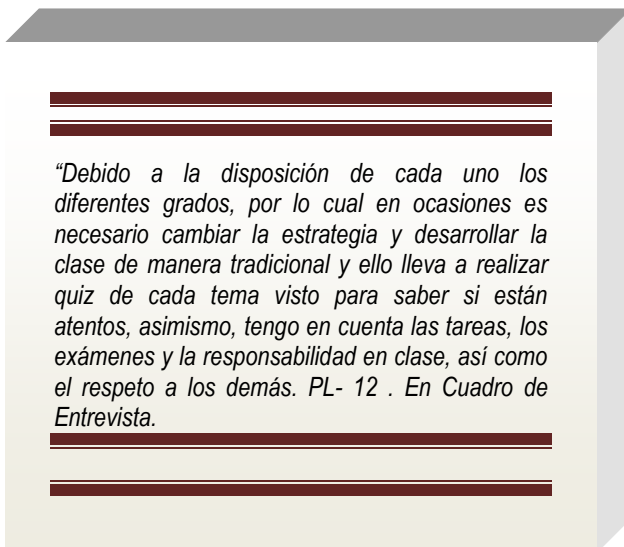 “Debido a la disposición de cada uno los
diferentes grados, por lo cual en ocasiones es
necesario cambiar la estrategia y desarrollar la
clase de manera tradicional y ello lleva a realizar
quiz de cada tema visto para saber si están
atentos, asimismo, tengo en cuenta las tareas, los
exámenes y la responsabilidad en clase, así como
el respeto a los demás. PL- 12 . En Cuadro de
Entrevista.